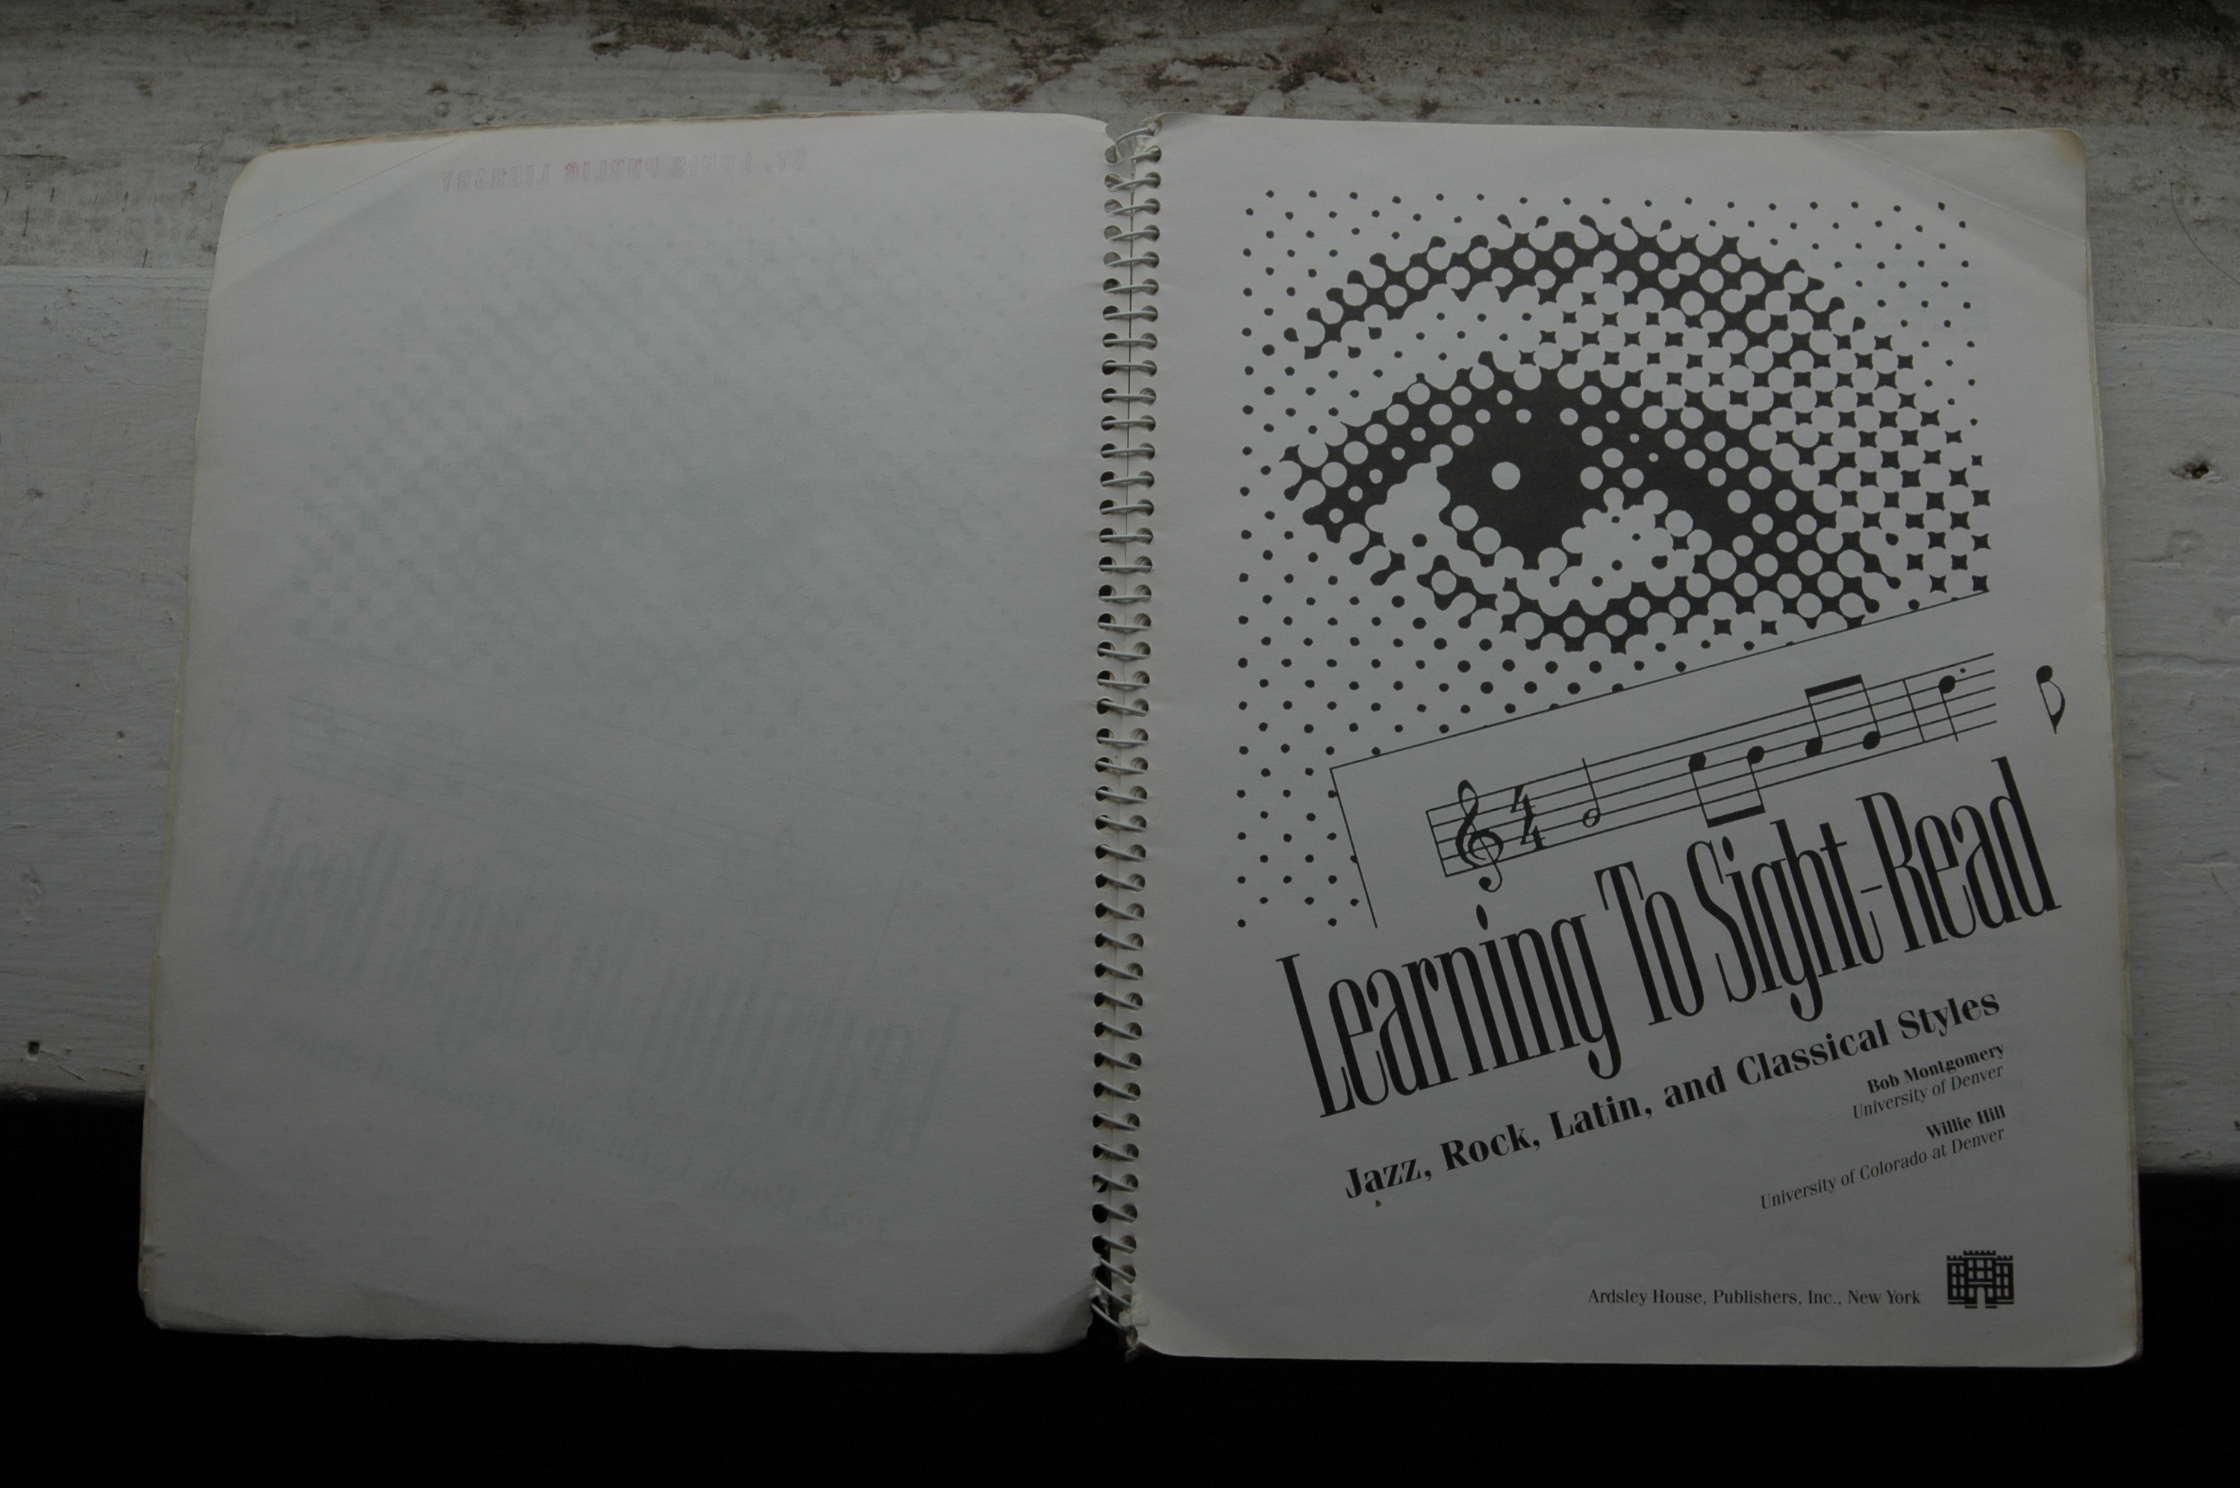 ST. LOUIS PUBLIC LIBRARY
Learning To Sight-Read
Jazz, Rock, Latin, and Classical Styles
Bob Montgomery
University of Denver
Willie Hill
University of Colorado at Denver
Ardsley House, Publishers, Inc., New York